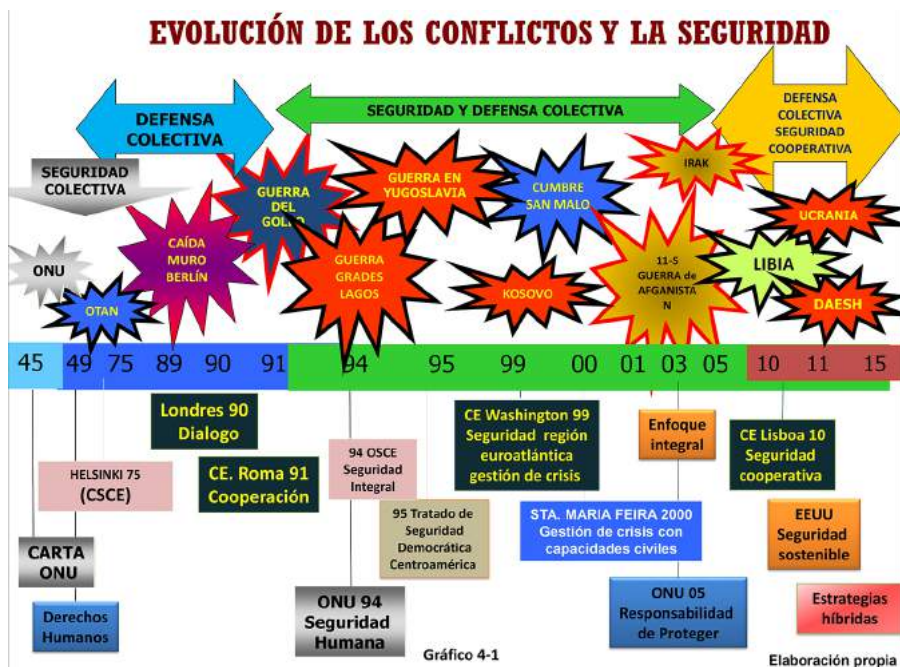 EVOLUCIÓN DE LOS CONFLICTOS Y LA SEGURIDAD
DEFENSA
COLECTIVA
SEGURIDAD Y DEFENSA COLECTIVA
DEFENSA
COLECTIVA
SEGURIDAD
COOPERATIVA
SEGURIDAD
COLECTIVA
ONU
OTAN
CAÍDA
MURO
BERLÍN
GUERRA
DEL
GOLFO
GUERRA
GRADES
LAGOS
GUERRA EN
YUGOSLAVIA
CUMBRE
SAN MALO
KOSOVO
IRAK
11-S
GUERRA de
AFGANISTA
N
LIBIA
UCRANIA
DAESH
45 49 75 89 90 91 94 95 99 00 01 03 05 10 11 15
Londres 90
Dialogo
CE. Roma 91
Cooperación
HELSINKI 75
(CSCE)
CARTA
ONU
Derechos
Humanos
94 OSCE
Seguridad
Integral
95 Tratado de
Seguridad
Democrática
Centroamérica
ONU 94
Seguridad
Humana
CE Washington 99
Seguridad región
euroatlántica
gestión de crisis
STA. MARIA FEIRA 2000
Gestión de crisis con
capacidades civiles
Enfoque
integral
ONU 05
Responsabilidad
de Proteger
CE Lisboa 10
Seguridad
cooperativa
EEUU
Seguridad
sostenible
Estrategias
híbridas
Gráfico 4-1
Elaboración propia